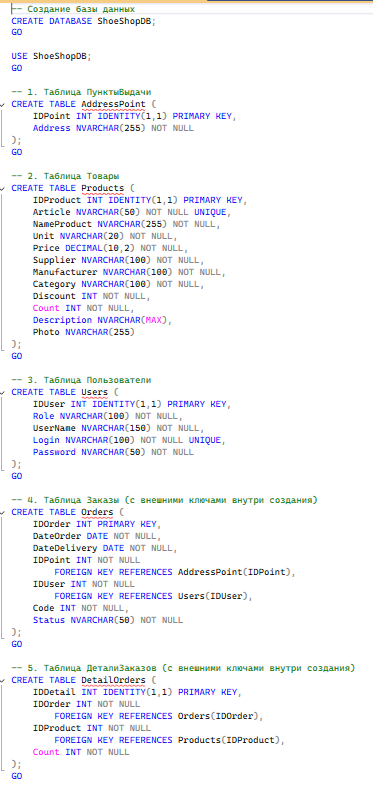 -- Создание базы данных
CREATE DATABASE ShoeShopDB;
GO
USE ShoeShopDB;
GO
-- 1. Таблица ПунктыВыдачи
CREATE TABLE AddressPoint (
IDPoint INT IDENTITY(1,1) PRIMARY KEY,
Address NVARCHAR(255) NOT NULL
);
GO
-- 2. Таблица Товары
CREATE TABLE Products (
IDProduct INT IDENTITY(1,1) PRIMARY KEY,
Article NVARCHAR(50) NOT NULL UNIQUE,
NameProduct NVARCHAR(255) NOT NULL,
Unit NVARCHAR(20) NOT NULL,
Price DECIMAL(10,2) NOT NULL,
Supplier NVARCHAR(100) NOT NULL,
Manufacturer NVARCHAR(100) NOT NULL,
Category NVARCHAR(100) NOT NULL,
Discount INT NOT NULL,
Count INT NOT NULL,
Description NVARCHAR(MAX),
Photo NVARCHAR(255)
);
GO
-- 3. Таблица Пользователи
CREATE TABLE Users (
IDUser INT IDENTITY(1,1) PRIMARY KEY,
Role NVARCHAR(100) NOT NULL,
UserName NVARCHAR(150) NOT NULL,
Login NVARCHAR(100) NOT NULL UNIQUE,
Password NVARCHAR(50) NOT NULL
);
GO
-- 4. Таблица Заказы (с внешними ключами внутри создания)
CREATE TABLE Orders (
IDOrder INT PRIMARY KEY,
DateOrder DATE NOT NULL,
DateDelivery DATE NOT NULL,
IDPoint INT NOT NULL
FOREIGN KEY REFERENCES AddressPoint(IDPoint),
IDUser INT NOT NULL
FOREIGN KEY REFERENCES Users(IDUser),
Code INT NOT NULL,
Status NVARCHAR(50) NOT NULL
);
GO
-- 5. Таблица ДеталиЗаказов (с внешними ключами внутри создания)
CREATE TABLE DetailOrders (
IDDetail INT IDENTITY(1,1) PRIMARY KEY,
IDOrder INT NOT NULL
FOREIGN KEY REFERENCES Orders(IDOrder),
IDProduct INT NOT NULL
FOREIGN KEY REFERENCES Products(IDProduct),
Count INT NOT NULL
);
GO